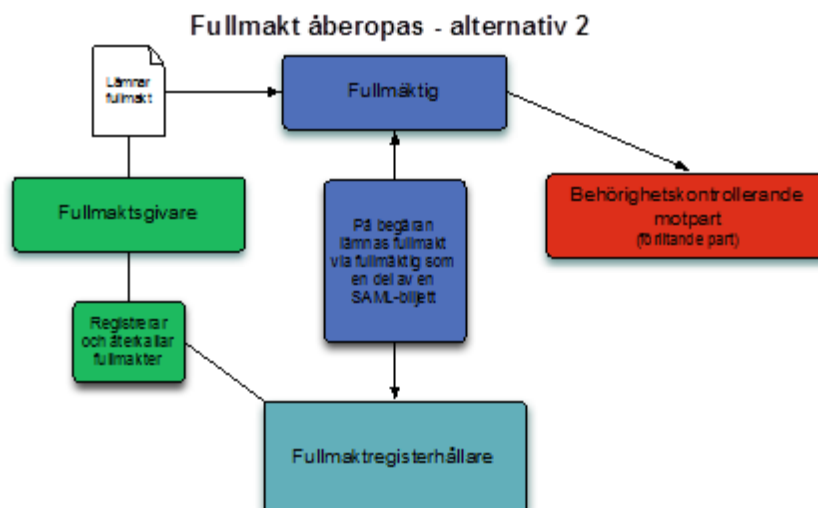 Fullmakt åberopas - alternativ 2
Lämnar
fullmakt
Fullmäktig
Fullmaktsgivare
På begäran
lämnas fullmakt
via fullmäktig som
en del av en
SAML-biljett
Behörighetskontrollerande
motpart
(förlitande part)
Registrerar
och återkallar
fullmakter
Fullmaktregisterhållare